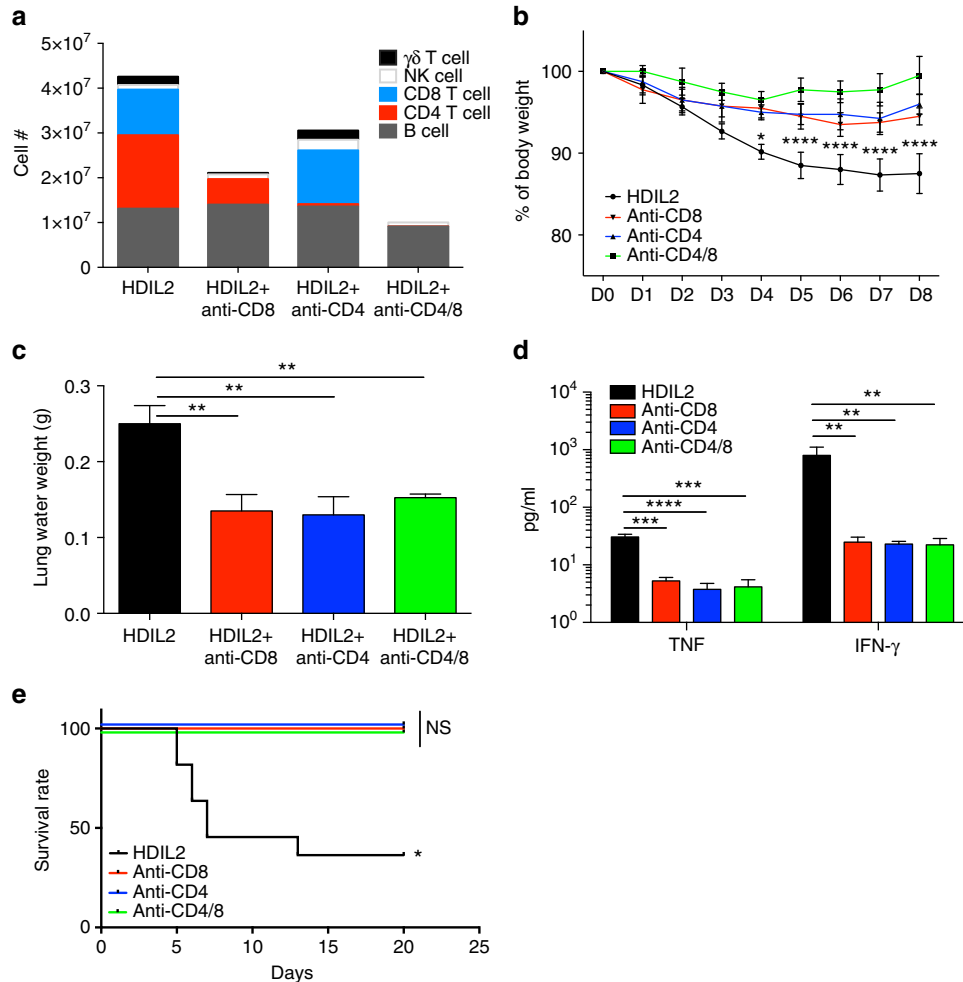 a
5×10⁷
4×10⁷
3×10⁷
2×10⁷
1×10⁷
0
Cell #
γδ T cell
NK cell
CD8 T cell
CD4 T cell
B cell
HDIL2
HDIL2+
anti-CD8
HDIL2+
anti-CD4
HDIL2+
anti-CD4/8
b
100
90
80
% of body weight
*
****
****
****
****
HDIL2
Anti-CD8
Anti-CD4
Anti-CD4/8
D0 D1 D2 D3 D4 D5 D6 D7 D8
c
0.3
0.2
0.1
0.0
Lung water weight (g)
**
**
**
HDIL2
HDIL2+
anti-CD8
HDIL2+
anti-CD4
HDIL2+
anti-CD4/8
d
10⁴
10³
10²
10¹
10⁰
pg/ml
HDIL2
Anti-CD8
Anti-CD4
Anti-CD4/8
***
****
***
**
**
**
TNF
IFN-γ
e
100
50
0
Survival rate
NS
*
HDIL2
Anti-CD8
Anti-CD4
Anti-CD4/8
0 5 10 15 20 25
Days